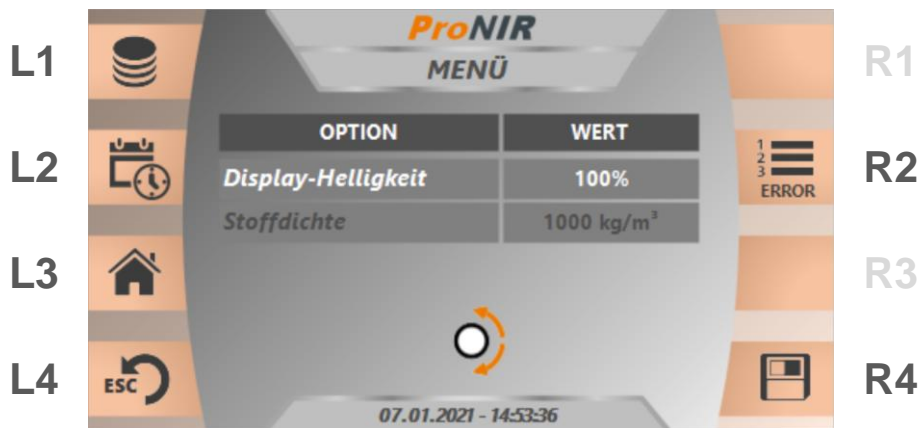 ProNIR
MENÜ
L1
R1
OPTION WERT
L2
1
2
3
ERROR
R2
Display-Helligkeit 100%
Stoffdichte 1000 kg/m³
L3
R3
L4
ESC
R4
07.01.2021 - 14:53:36